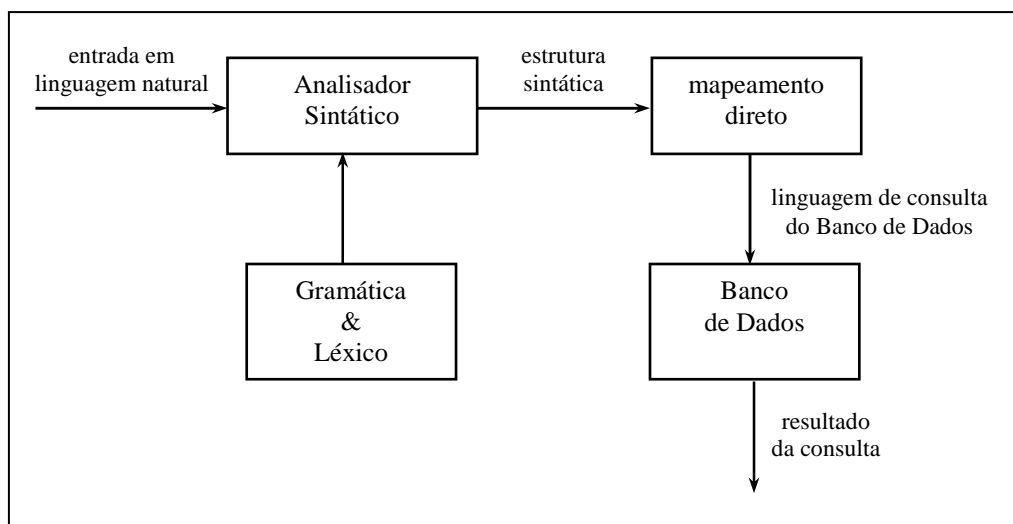 entrada em
linguagem natural
Analisador
Sintático
estrutura
sintática
mapeamento
direto
linguagem de consulta
do Banco de Dados
Gramática
&
Léxico
Banco
de Dados
resultado
da consulta